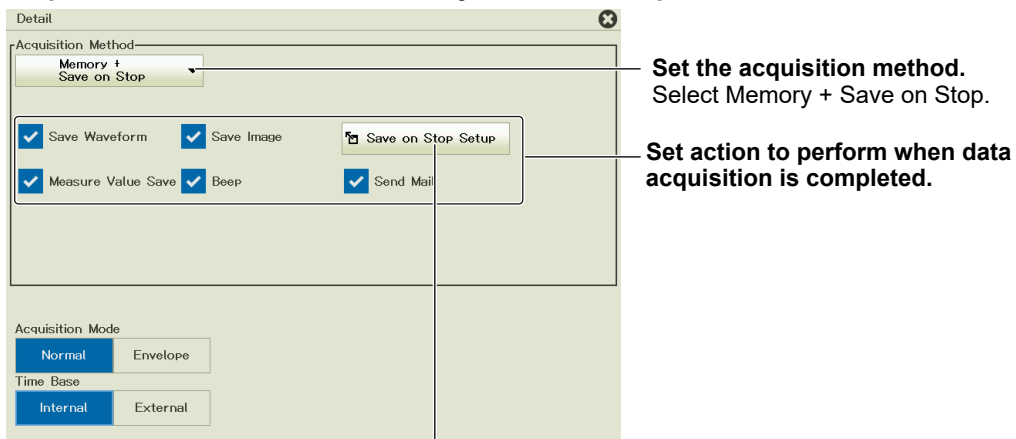 Detail
Acquisition Method
Memory +
Save on Stop
Set the acquisition method.
Select Memory + Save on Stop.
Save Waveform
Save Image
Save on Stop Setup
Set action to perform when data
acquisition is completed.
Measure Value Save
Beep
Send Mail
Acquisition Mode
Normal
Envelope
Time Base
Internal
External